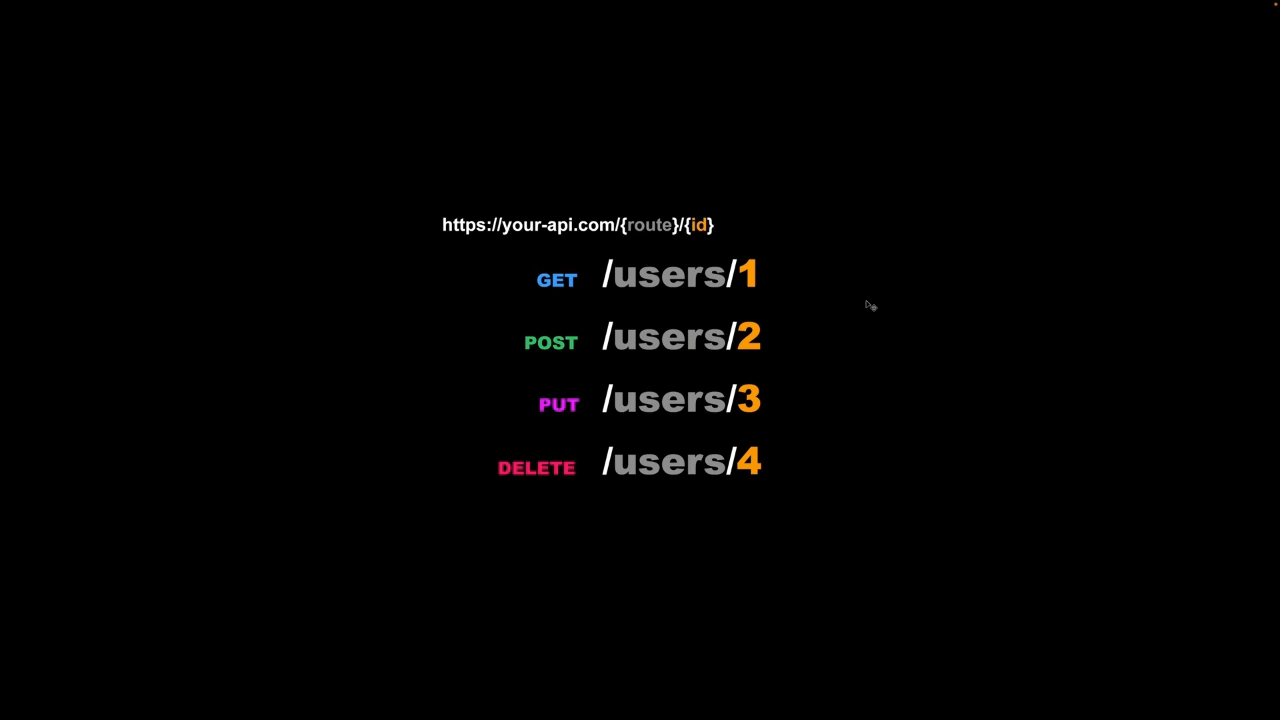 https://your-api.com/{route}/{id}
GET /users/1
POST /users/2
PUT /users/3
DELETE /users/4